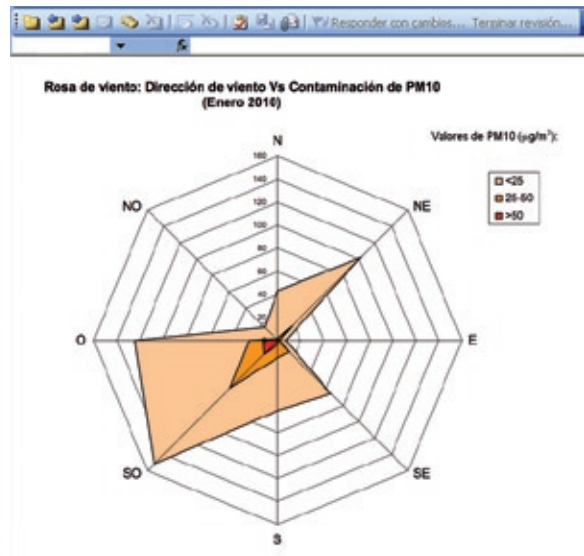 Responder con cambios... Terminar revisión...
fx
Rosa de viento: Dirección de viento Vs Contaminación de PM10
(Enero 2010)
Valores de PM10 (µg/m³):
<25
25-50
>50
N
160
140
120
100
80
60
40
20
NO
NE
O
E
SO
SE
S